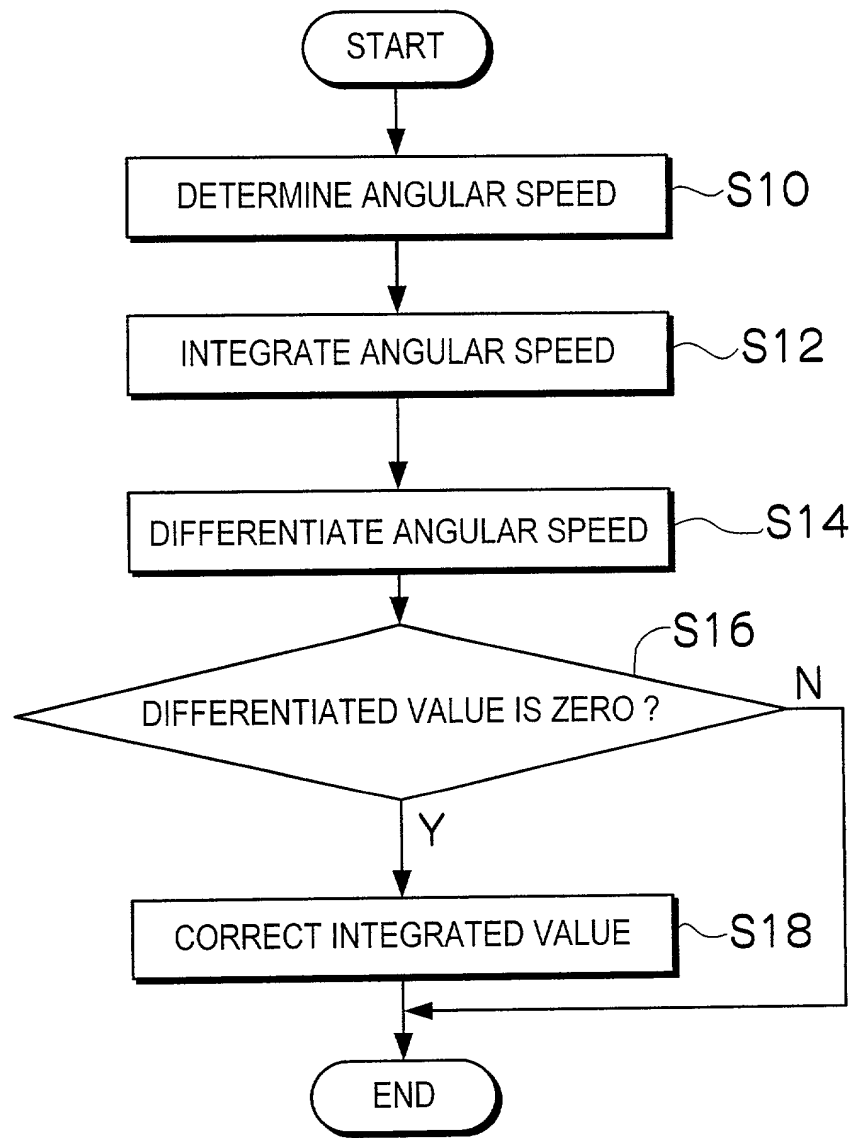 START
DETERMINE ANGULAR SPEED
S10
INTEGRATE ANGULAR SPEED
S12
DIFFERENTIATE ANGULAR SPEED
S14
S16
DIFFERENTIATED VALUE IS ZERO ?
N
Y
CORRECT INTEGRATED VALUE
S18
END